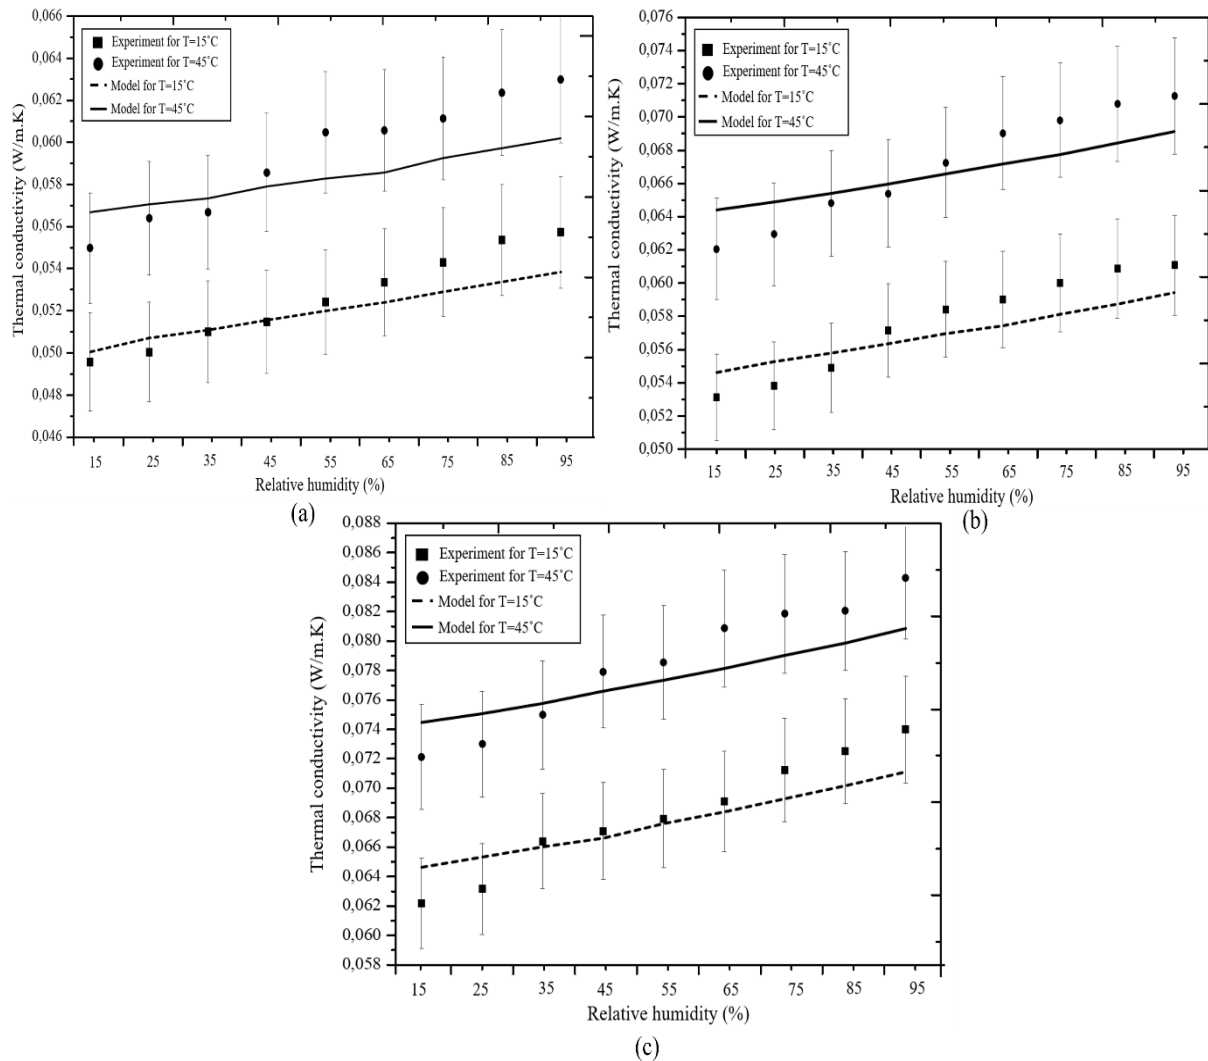 0,066
0,064
0,062
0,060
0,058
0,056
0,054
0,052
0,050
0,048
0,046
Thermal conductivity (W/m.K)
Experiment for T=15˚C
Experiment for T=45˚C
Model for T=15˚C
Model for T=45˚C
15 25 35 45 55 65 75 85 95
Relative humidity (%)
(a)
0,076
0,074
0,072
0,070
0,068
0,066
0,064
0,062
0,060
0,058
0,056
0,054
0,052
0,050
Thermal conductivity (W/m.K)
Experiment for T=15˚C
Experiment for T=45˚C
Model for T=15˚C
Model for T=45˚C
15 25 35 45 55 65 75 85 95
Relative humidity (%)
(b)
0,088
0,086
0,084
0,082
0,080
0,078
0,076
0,074
0,072
0,070
0,068
0,066
0,064
0,062
0,060
0,058
Thermal conductivity (W/m.K)
Experiment for T=15˚C
Experiment for T=45˚C
Model for T=15˚C
Model for T=45˚C
15 25 35 45 55 65 75 85 95
Relative humidity (%)
(c)